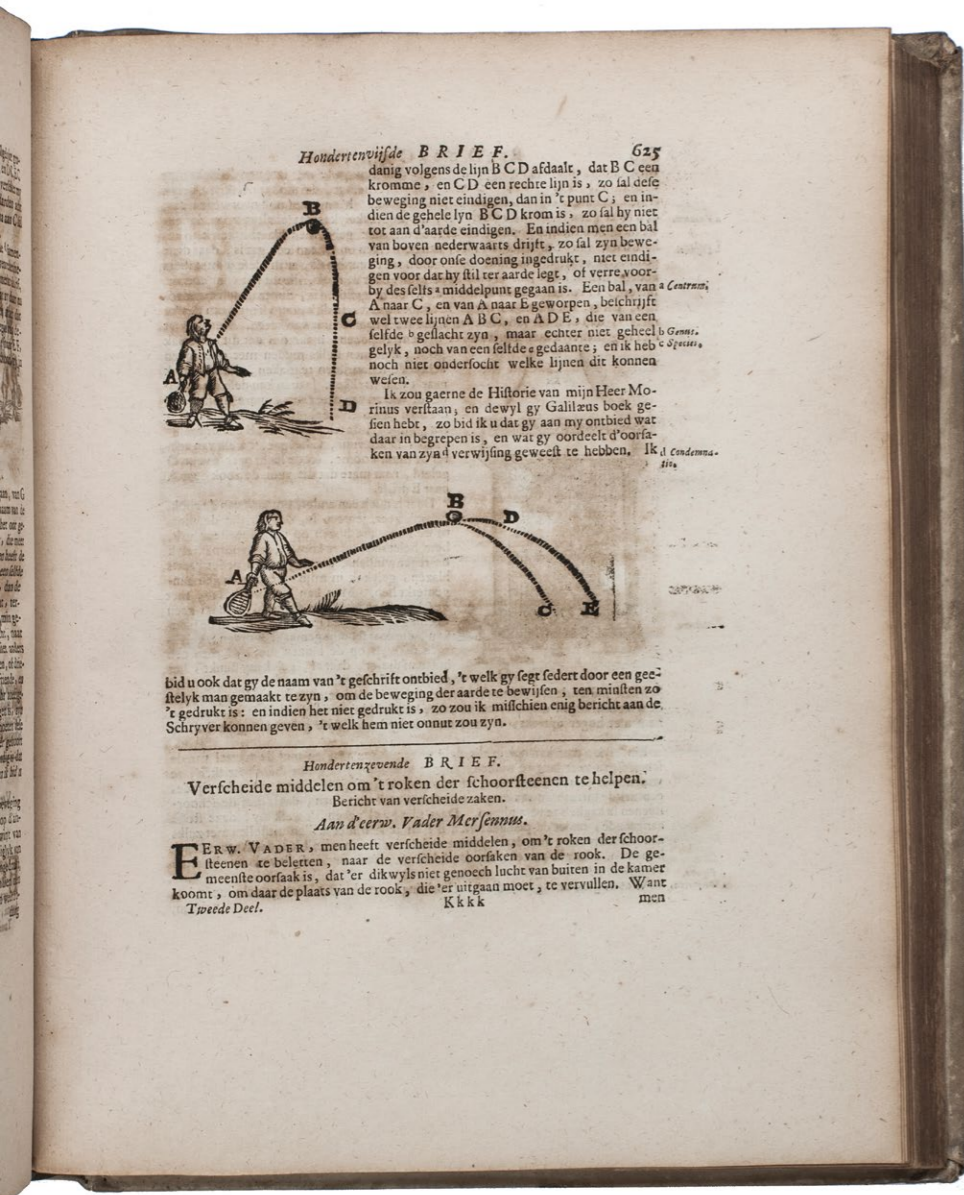 Hondertenvijfde BRIEF. 625
danig volgens de lijn B C D afdaalt, dat B C een
kromme, en C D een rechte lijn is, zo ſal deſe
beweging niet eindigen, dan in 't punt C; en in-
dien de gehele lyn B C D krom is, zo ſal hy niet
tot aan d'aarde eindigen. En indien men een bal
van boven nederwaarts drijft, zo ſal zyn bewe-
ging, door onſe doening ingedrukt, niet eindi-
gen voor dat hy ſtil ter aarde legt, of verre voor-
by des ſelfs a middelpunt gegaan is. Een bal, van
a Centrum.
A naar C, en van A naar E geworpen, beſchrijft
wel twee lijnen A B C, en A D E, die van een
ſelfde b geſlacht zyn, maar echter niet geheel
b Genus.
gelyk, noch van een ſelfde c gedaante; en ik heb
c Species.
noch niet onderſocht welke lijnen dit konnen
weſen.
Ik zou gaerne de Hiſtorie van mijn Heer Mo-
rinus verſtaan; en dewyl gy Galilæus boek ge-
ſien hebt, zo bid ik u dat gy aan my ontbied wat
daar in begrepen is, en wat gy oordeelt d'oorſa-
ken van zyn d verwijſing geweeſt te hebben. Ik
d Condemna-
tio.
B
C
A
D
B
D
A
C
E
bid u ook dat gy de naam van 't geſchrift ontbied, 't welk gy ſegt ſedert door een gee-
ſtelyk man gemaakt te zyn, om de beweging der aarde te bewijſen, ten minſten zo
't gedrukt is: en indien het niet gedrukt is, zo zou ik miſſchien enig bericht aan de
Schryver konnen geven, 't welk hem niet onnut zou zyn.
Hondertenzevende BRIEF.
Verſcheide middelen om 't roken der ſchoorſteenen te helpen.
Bericht van verſcheide zaken.
Aan d'eerw. Vader Merſennus.
EERW. VADER, men heeft verſcheide middelen, om 't roken der ſchoor-
ſteenen te beletten, naar de verſcheide oorſaken van de rook. De ge-
meenſte oorſaak is, dat 'er dikwyls niet genoech lucht van buiten in de kamer
koomt, om daar de plaats van de rook, die 'er uitgaan moet, te vervullen. Want
Tweede Deel. Kkkk men